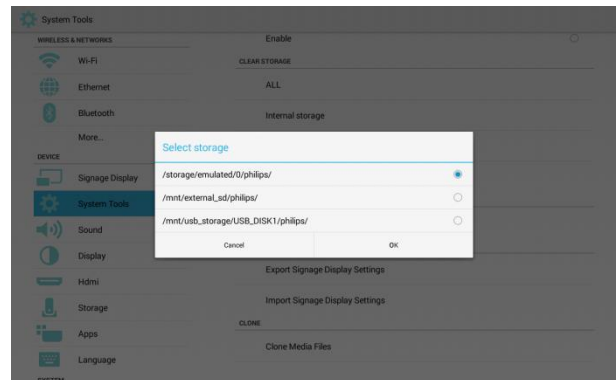 System Tools
WIRELESS & NETWORKS
Wi-Fi
Ethernet
Bluetooth
More...
DEVICE
Signage Display
System Tools
Sound
Display
Hdmi
Storage
Apps
Language
Enable
CLEAR STORAGE
ALL
Internal storage
Select storage
/storage/emulated/0/philips/
/mnt/external_sd/philips/
/mnt/usb_storage/USB_DISK1/philips/
Cancel
OK
Export Signage Display Settings
Import Signage Display Settings
CLONE
Clone Media Files